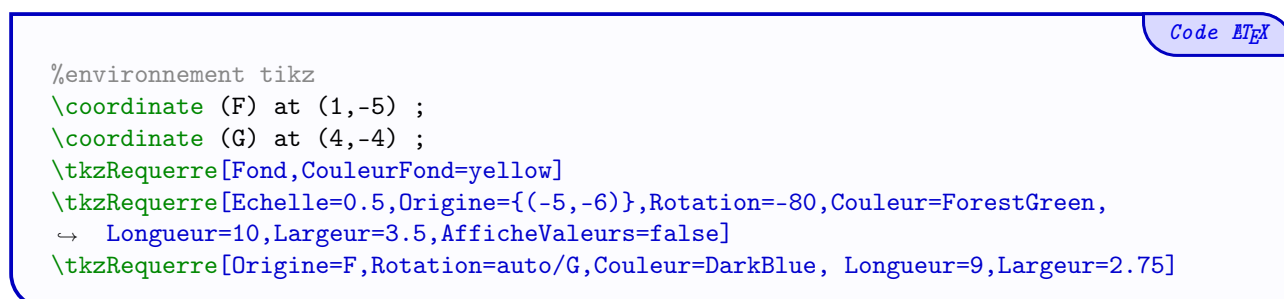 Code LATEX
%environnement tikz
\coordinate (F) at (1,-5) ;
\coordinate (G) at (4,-4) ;
\tkzRequerre[Fond,CouleurFond=yellow]
\tkzRequerre[Echelle=0.5,Origine={(-5,-6)},Rotation=-80,Couleur=ForestGreen,
↪ Longueur=10,Largeur=3.5,AfficheValeurs=false]
\tkzRequerre[Origine=F,Rotation=auto/G,Couleur=DarkBlue, Longueur=9,Largeur=2.75]